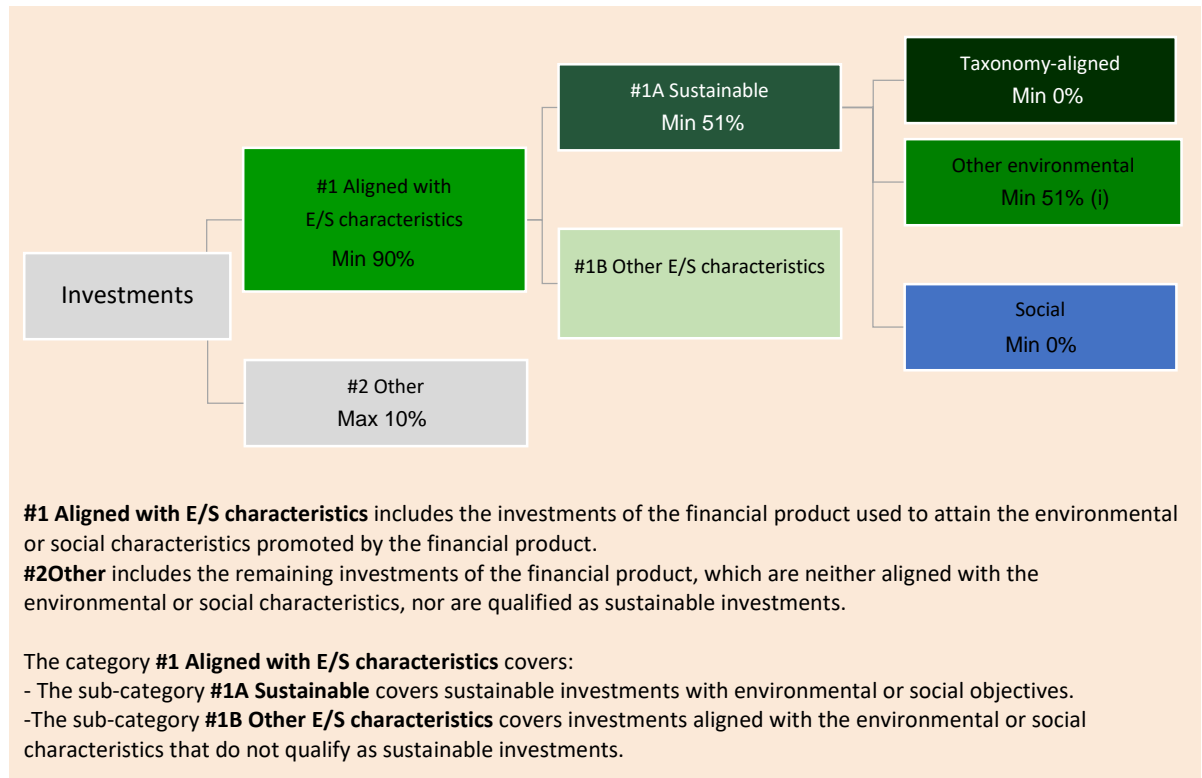 Investments
#1 Aligned with
E/S characteristics
Min 90%
#2 Other
Max 10%
#1A Sustainable
Min 51%
#1B Other E/S characteristics
Taxonomy-aligned
Min 0%
Other environmental
Min 51% (i)
Social
Min 0%
#1 Aligned with E/S characteristics includes the investments of the financial product used to attain the environmental
or social characteristics promoted by the financial product.
#2Other includes the remaining investments of the financial product, which are neither aligned with the
environmental or social characteristics, nor are qualified as sustainable investments.
The category #1 Aligned with E/S characteristics covers:
- The sub-category #1A Sustainable covers sustainable investments with environmental or social objectives.
-The sub-category #1B Other E/S characteristics covers investments aligned with the environmental or social
characteristics that do not qualify as sustainable investments.